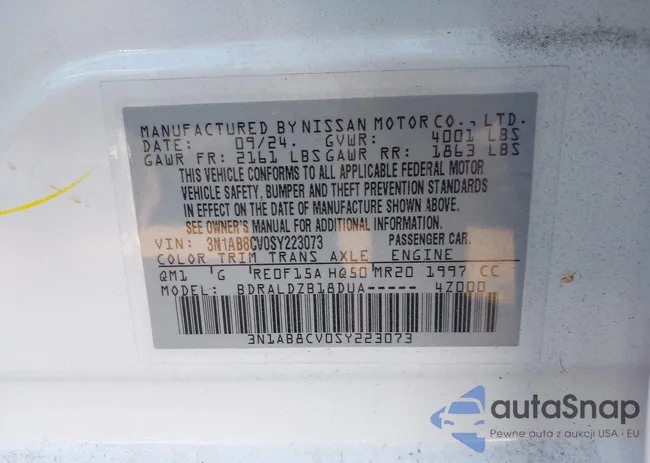 MANUFACTURED BY NISSAN MOTOR CO., LTD.
DATE: 09/24. GVWR: 4001 LBS
GAWR FR: 2161 LBS GAWR RR: 1863 LBS
THIS VEHICLE CONFORMS TO ALL APPLICABLE FEDERAL MOTOR
VEHICLE SAFETY, BUMPER AND THEFT PREVENTION STANDARDS
IN EFFECT ON THE DATE OF MANUFACTURE SHOWN ABOVE.
SEE OWNER'S MANUAL FOR ADDITIONAL INFORMATION.
VIN: 3N1AB8CV0SY223073 PASSENGER CAR.
COLOR TRIM TRANS AXLE ENGINE
QM1 G RE0F15A HQ50 MR20 1997 CC
MODEL: BDRALDZB18DUA----- 4Z000
3N1AB8CV0SY223073
autaSnap
Pewne auta z aukcji USA i EU